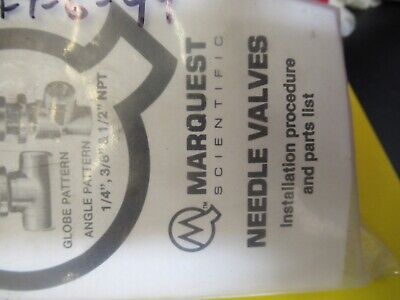 MARQUEST
SCIENTIFIC
™
NEEDLE VALVES
Installation procedure
and parts list
GLOBE PATTERN
ANGLE PATTERN
1/4", 3/8" & 1/2" NPT